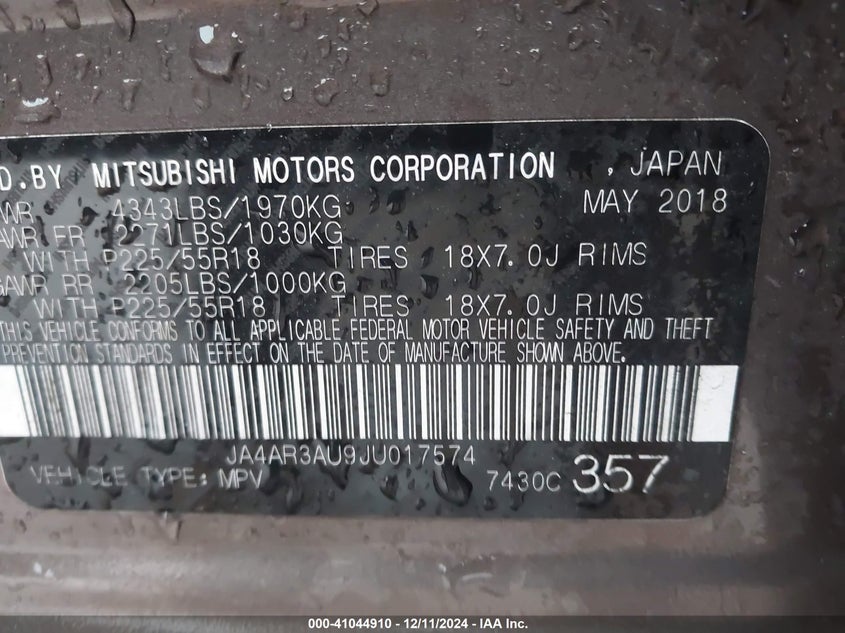 D.BY MITSUBISHI MOTORS CORPORATION , JAPAN
WR 4343LBS/1970KG MAY 2018
AWR FR 2271LBS/1030KG
WITH P225/55R18 TIRES 18X7.0J RIMS
GAWR RR 2205LBS/1000KG
WITH P225/55R18 TIRES 18X7.0J RIMS
THIS VEHICLE CONFORMS TO ALL APPLICABLE FEDERAL MOTOR VEHICLE SAFETY AND THEFT
PREVENTION STANDARDS IN EFFECT ON THE DATE OF MANUFACTURE SHOWN ABOVE.
JA4AR3AU9JU017574
VEHICLE TYPE: MPV 7430C 357
000-41044910 - 12/11/2024 - IAA Inc.